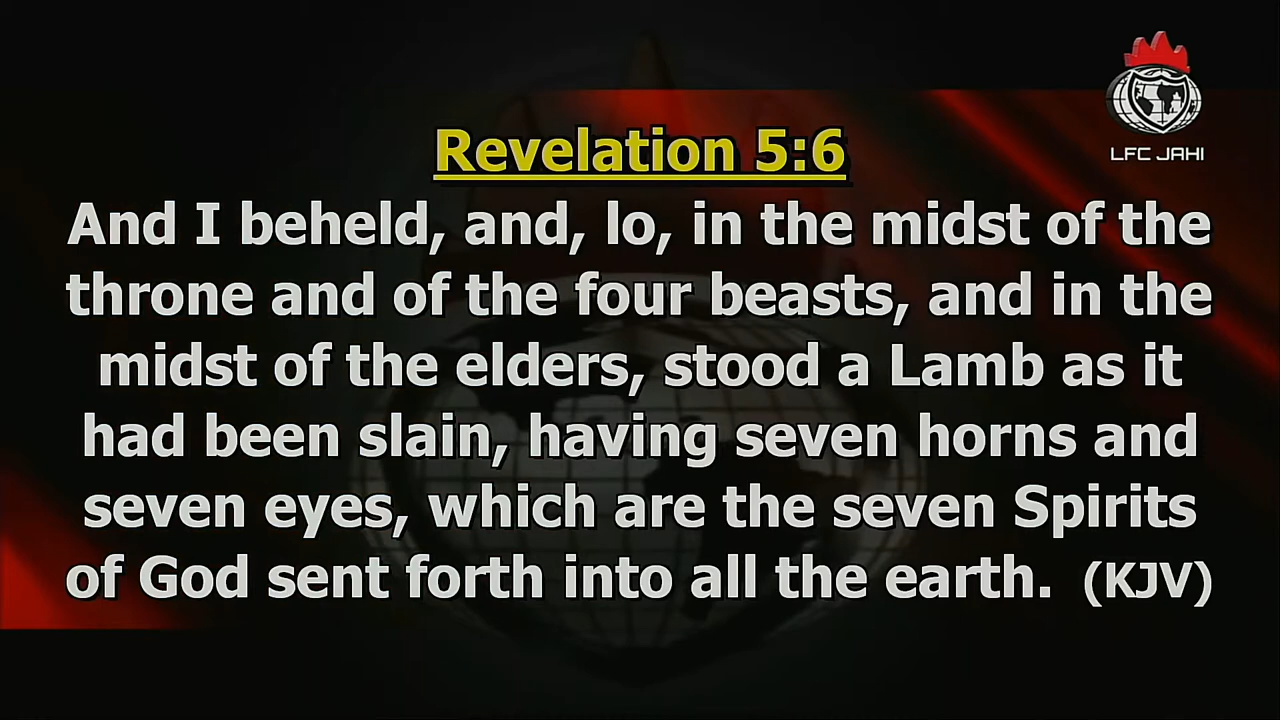 LFC JAHI
Revelation 5:6
And I beheld, and, lo, in the midst of the
throne and of the four beasts, and in the
midst of the elders, stood a Lamb as it
had been slain, having seven horns and
seven eyes, which are the seven Spirits
of God sent forth into all the earth. (KJV)